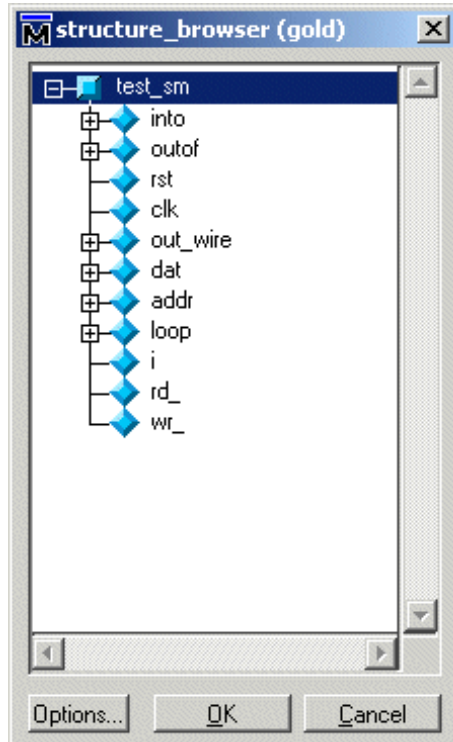 structure_browser (gold)
test_sm
into
outof
rst
clk
out_wire
dat
addr
loop
i
rd_
wr_
Options... OK Cancel